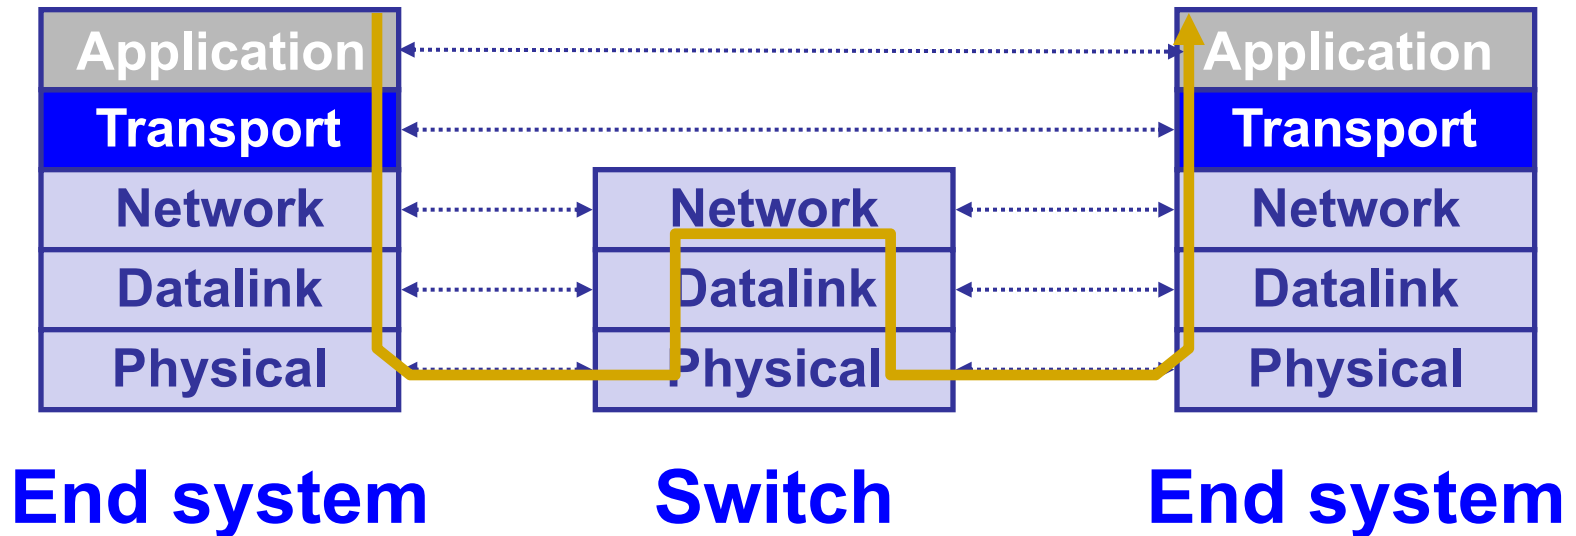 Application
Transport
Network
Datalink
Physical
End system
Network
Datalink
Physical
Switch
Application
Transport
Network
Datalink
Physical
End system